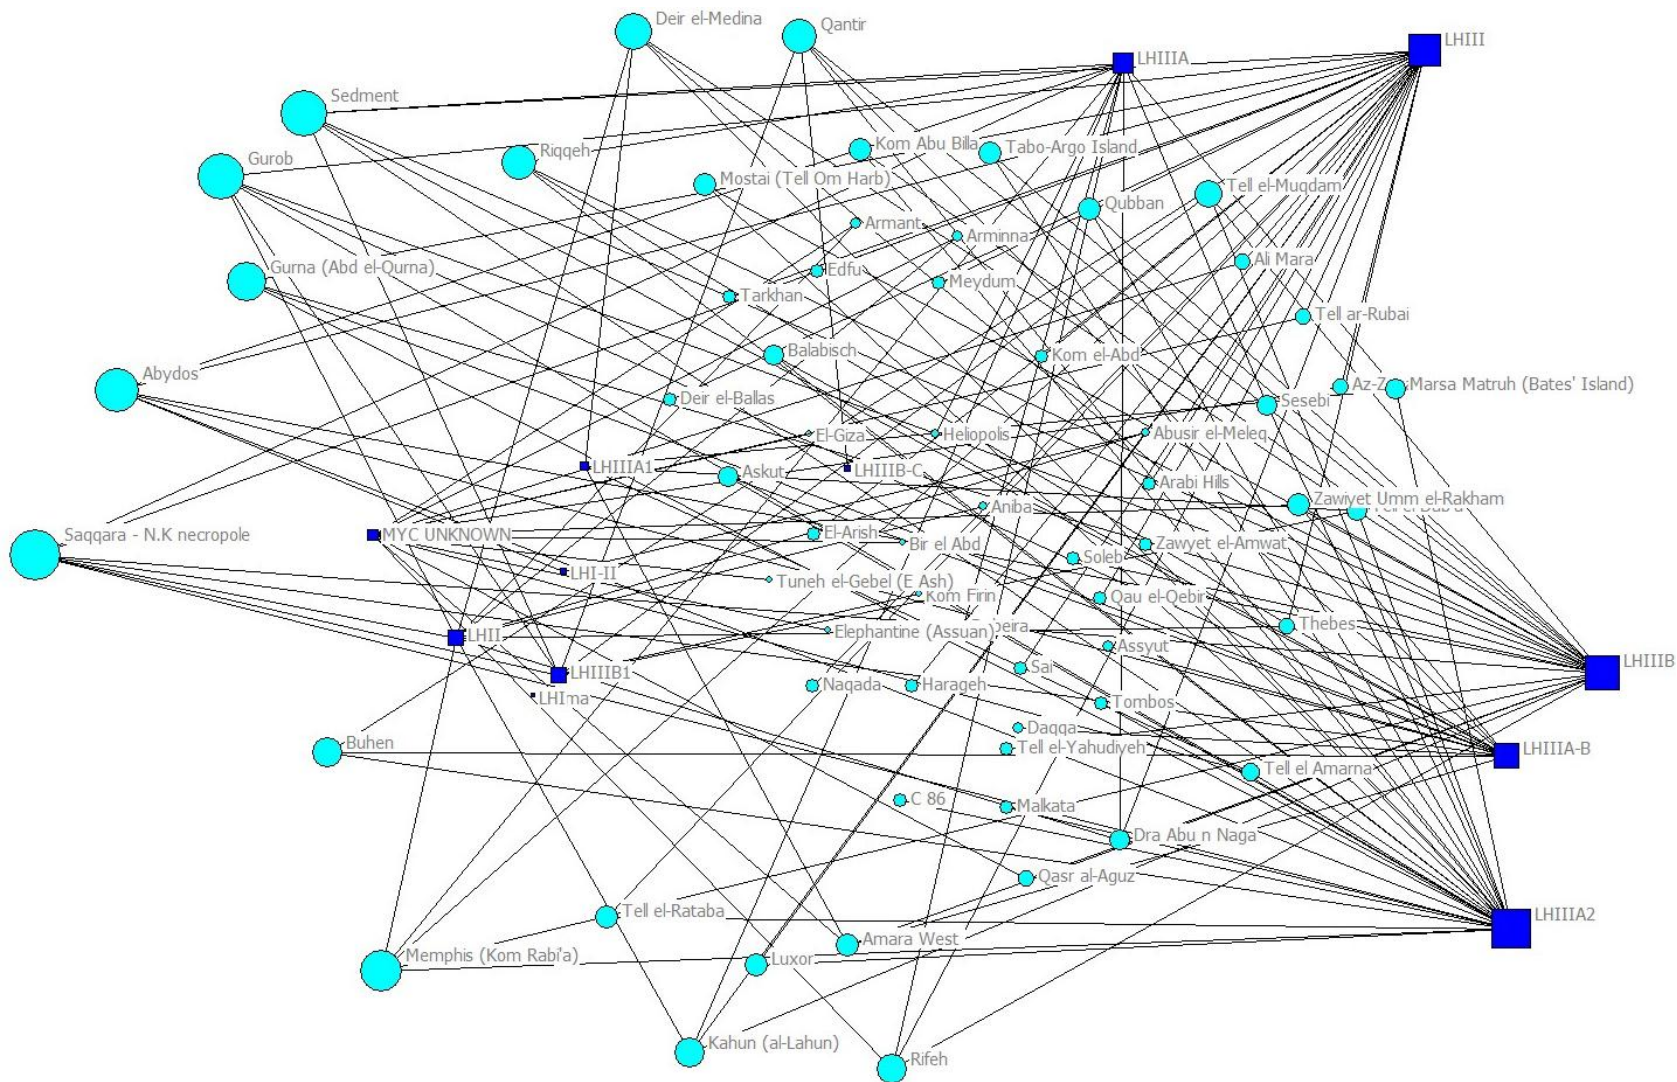 Deir el-Medina
Qantir
LHIII
LHIIIA
Sedment
Kom Abu Billa
Tabo-Argo Island
Riqqeh
Gurob
Mostai (Tell Om Harb)
Tell el-Muqdam
Qubban
Armant
Arminna
Ali Mara
Gurna (Abd el-Qurna)
Edfu
Meydum
Tarkhan
Tell ar-Rubai
Balabisch
Kom el-Abd
Abydos
Marsa Matruh (Bates' Island)
Deir el-Ballas
Sesebi
El-Giza
Heliopolis
Abusir el-Meleq
LHIIIA1
LHIIIB-C
Askut
Arabi Hills
Zawiyet Umm el-Rakham
Aniba
Saqqara - N.K necropole
MYC UNKNOWN
El-Arish
Bir el Abd
Zawyet el-Amwat
Soleb
LHI-II
Tuneh el-Gebel (E Ash)
Kom Firin
Qau el-Qebir
LHII
Elephantine (Assuan)
Thebes
Assyut
LHIIIB
LHIIIB1
Sai
Naqada
Harageh
Tombos
Daqqa
Buhen
Tell el-Yahudiyeh
LHIIIA-B
Tell el Amarna
C 86
Malkata
Dra Abu n Naga
Qasr al-Aguz
Tell el-Rataba
LHIIIA2
Amara West
Memphis (Kom Rabi'a)
Luxor
Kahun (al-Lahun)
Rifeh